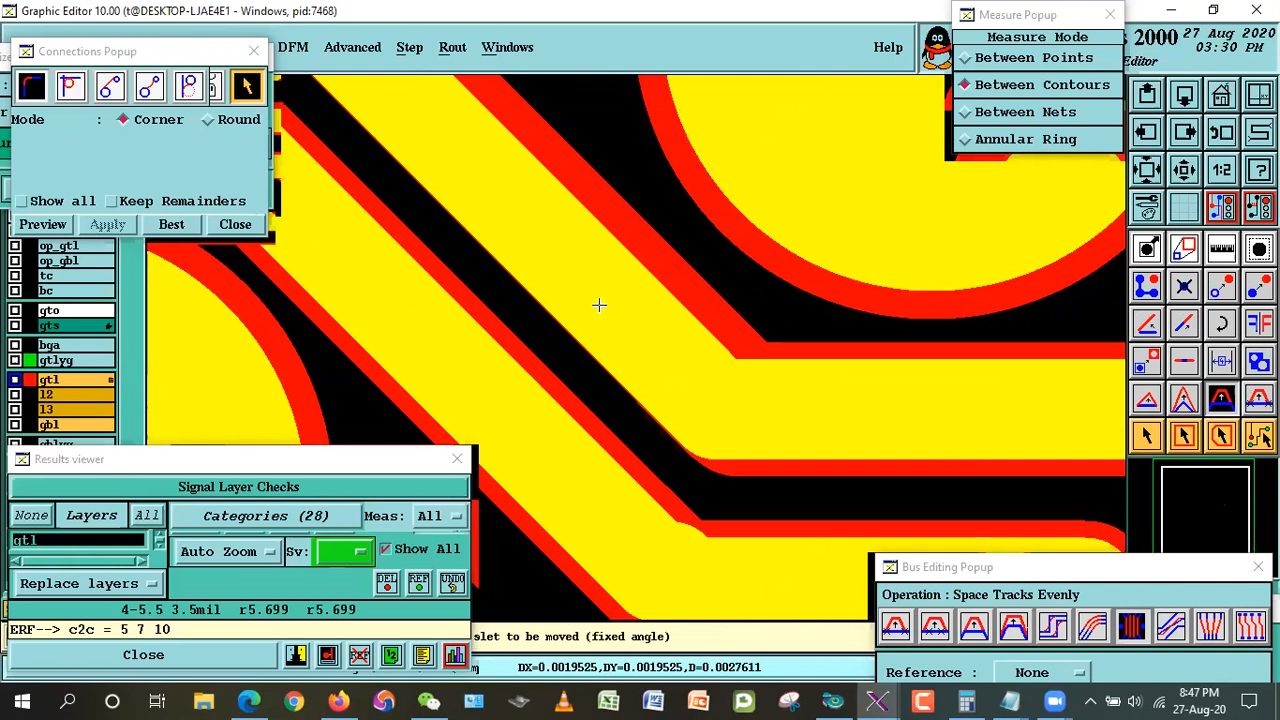 Graphic Editor 10.00 (t@DESKTOP-LJAE4E1 - Windows, pid:7468)
DFM Advanced Step Rout Windows
Help
2000
27 Aug 2020
03:30 PM
Editor
Connections Popup
Mode : Corner Round
Show all Keep Remainders
Preview Apply Best Close
Measure Popup
Measure Mode
Between Points
Between Contours
Between Nets
Annular Ring
1:2
op_gtl
op_gbl
tc
bc
gto
gts
bga
gtlyg
gtl
l2
l3
gbl
gblyg
Results viewer
Signal Layer Checks
None Layers All
Categories (28)
Meas: All
gtl
Auto Zoom Sv: Show All
Replace layers
DEL REF UNDO
4-5.5 3.5mil r5.699 r5.699
ERF--> c2c = 5 7 10
Close
slet to be moved (fixed angle)
DX=0.0019525,DY=0.0019525,D=0.0027611
Bus Editing Popup
Operation : Space Tracks Evenly
Reference : None
8:47 PM
27-Aug-20